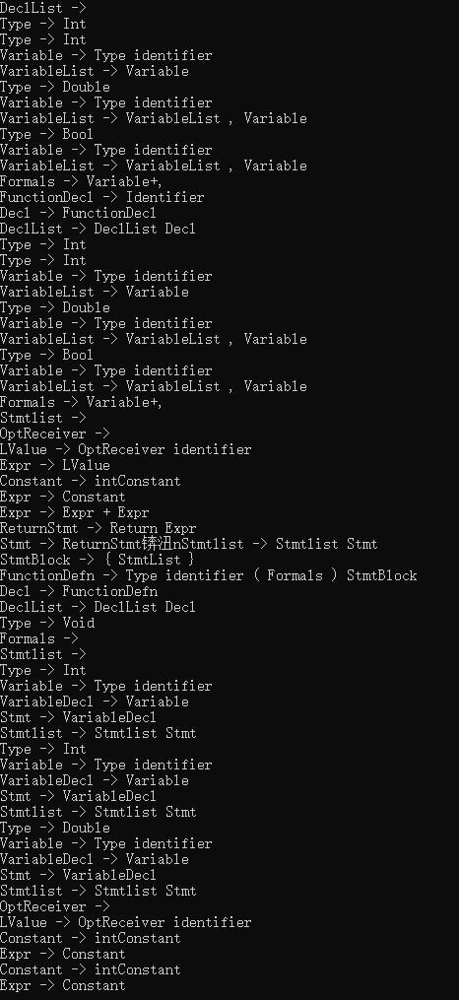 DeclList ->
Type -> Int
Type -> Int
Variable -> Type identifier
VariableList -> Variable
Type -> Double
Variable -> Type identifier
VariableList -> VariableList , Variable
Type -> Bool
Variable -> Type identifier
VariableList -> VariableList , Variable
Formals -> Variable+,
FunctionDecl -> Identifier
Decl -> FunctionDecl
DeclList -> DeclList Decl
Type -> Int
Type -> Int
Variable -> Type identifier
VariableList -> Variable
Type -> Double
Variable -> Type identifier
VariableList -> VariableList , Variable
Type -> Bool
Variable -> Type identifier
VariableList -> VariableList , Variable
Formals -> Variable+,
Stmtlist ->
OptReceiver ->
LValue -> OptReceiver identifier
Expr -> LValue
Constant -> intConstant
Expr -> Constant
Expr -> Expr + Expr
ReturnStmt -> Return Expr
Stmt -> ReturnStmt锛沑nStmtlist -> Stmtlist Stmt
StmtBlock -> { StmtList }
FunctionDefn -> Type identifier ( Formals ) StmtBlock
Decl -> FunctionDefn
DeclList -> DeclList Decl
Type -> Void
Formals ->
Stmtlist ->
Type -> Int
Variable -> Type identifier
VariableDecl -> Variable
Stmt -> VariableDecl
Stmtlist -> Stmtlist Stmt
Type -> Int
Variable -> Type identifier
VariableDecl -> Variable
Stmt -> VariableDecl
Stmtlist -> Stmtlist Stmt
Type -> Double
Variable -> Type identifier
VariableDecl -> Variable
Stmt -> VariableDecl
Stmtlist -> Stmtlist Stmt
OptReceiver ->
LValue -> OptReceiver identifier
Constant -> intConstant
Expr -> Constant
Constant -> intConstant
Expr -> Constant